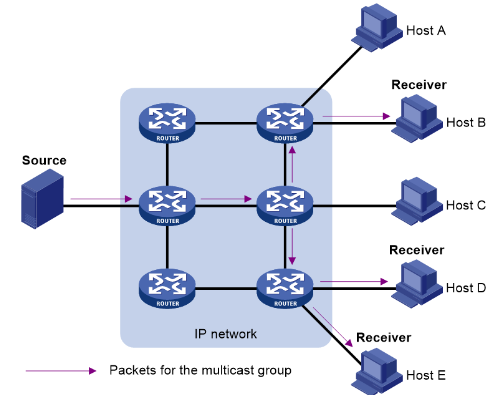 Host A
Receiver
Host B
ROUTER
ROUTER
Source
Host C
ROUTER
ROUTER
Receiver
Host D
ROUTER
ROUTER
IP network
Receiver
Packets for the multicast group
Host E